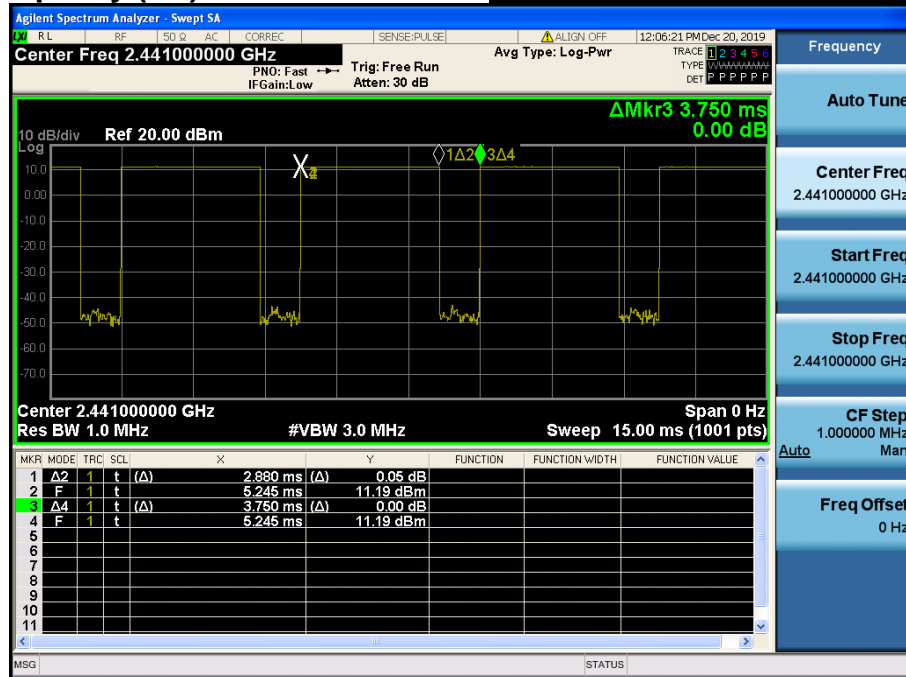 Agilent Spectrum Analyzer - Swept SA
LXI RL RF 50 Ω AC CORREC SENSE:PULSE ALIGN OFF 12:06:21 PM Dec 20, 2019
Center Freq 2.441000000 GHz
PNO: Fast
IFGain:Low
Trig: Free Run
Atten: 30 dB
Avg Type: Log-Pwr
TRACE 1 2 3 4 5 6
TYPE WWWWWW
DET P P P P P P
ΔMkr3 3.750 ms
0.00 dB
10 dB/div Ref 20.00 dBm
Log
10.0
0.00
-10.0
-20.0
-30.0
-40.0
-50.0
-60.0
-70.0
1Δ2 3Δ4
Center 2.441000000 GHz Span 0 Hz
Res BW 1.0 MHz #VBW 3.0 MHz Sweep 15.00 ms (1001 pts)
MKR MODE TRC SCL X Y FUNCTION FUNCTION WIDTH FUNCTION VALUE
1 Δ2 1 t (Δ) 2.880 ms (Δ) 0.05 dB
2 F 1 t 5.245 ms 11.19 dBm
3 Δ4 1 t (Δ) 3.750 ms (Δ) 0.00 dB
4 F 1 t 5.245 ms 11.19 dBm
5
6
7
8
9
10
11
MSG STATUS
Frequency
Auto Tune
Center Freq
2.441000000 GHz
Start Freq
2.441000000 GHz
Stop Freq
2.441000000 GHz
CF Step
1.000000 MHz
Auto Man
Freq Offset
0 Hz